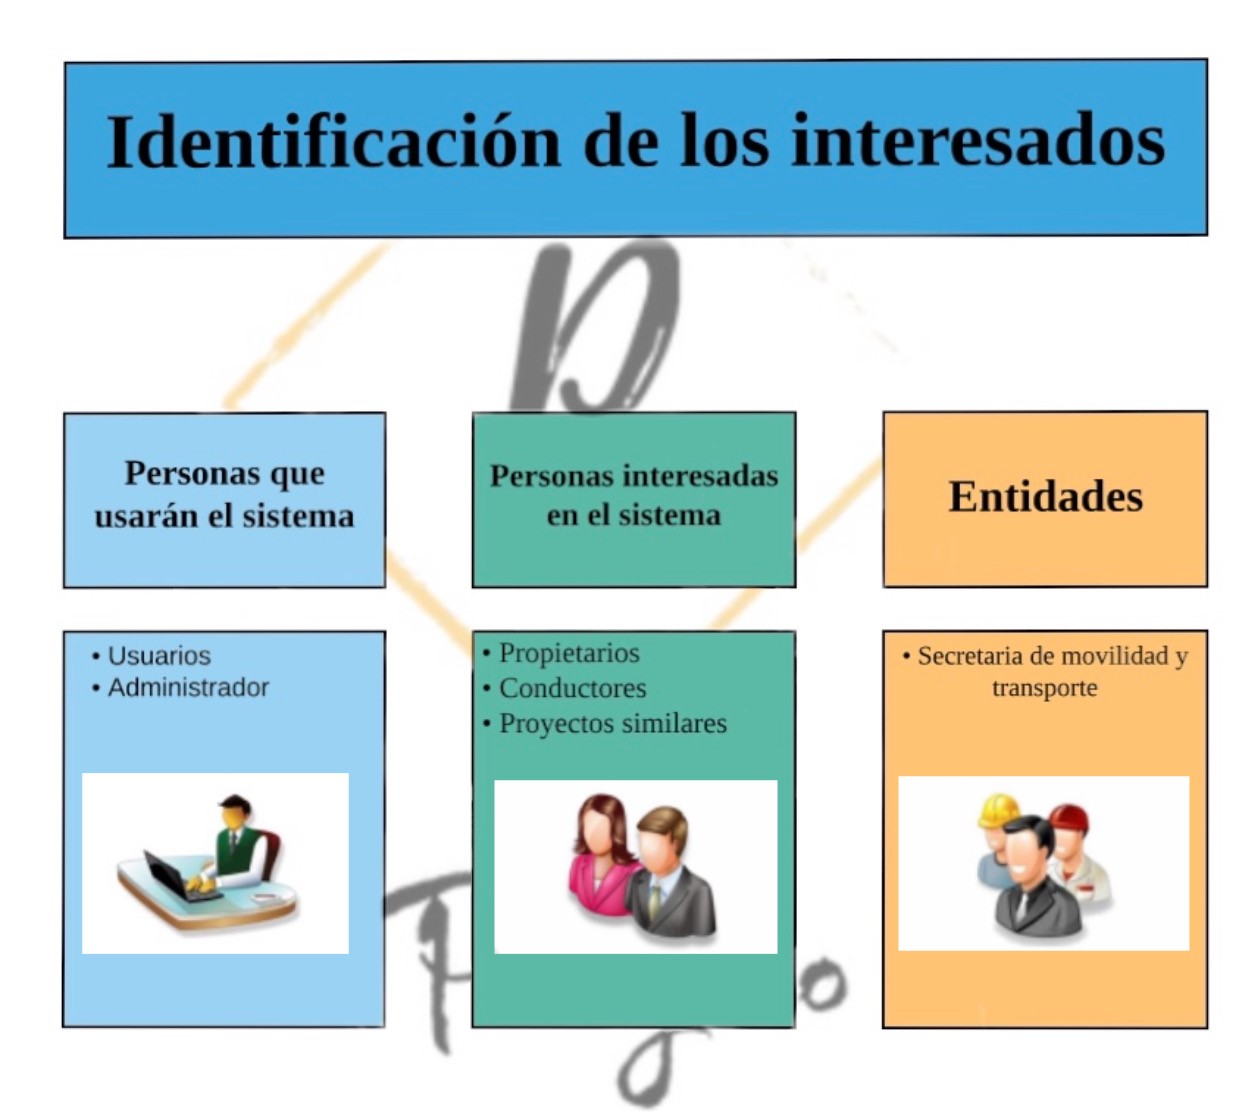 Identificación de los interesados
Personas que
usarán el sistema
Personas interesadas
en el sistema
Entidades
• Usuarios
• Administrador
• Propietarios
• Conductores
• Proyectos similares
• Secretaria de movilidad y
transporte